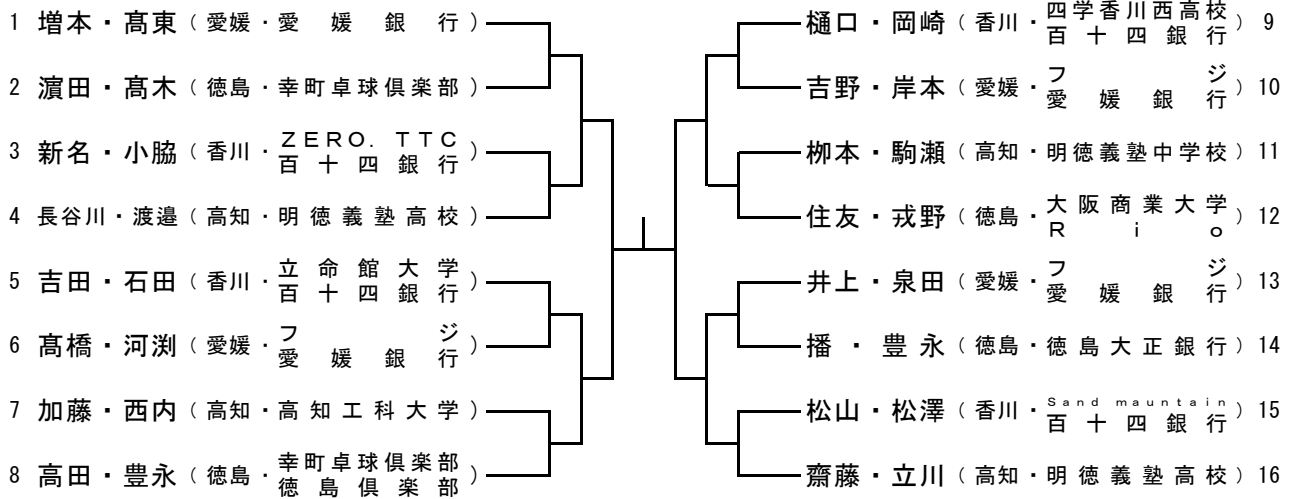 1 増本・髙東 (愛媛・愛媛銀行)
2 濵田・髙木 (徳島・幸町卓球倶楽部)
3 新名・小脇 (香川・ZERO. TTC
百十四銀行)
4 長谷川・渡邉 (高知・明徳義塾高校)
5 吉田・石田 (香川・立命館大学
百十四銀行)
6 髙橋・河渕 (愛媛・フジ
愛媛銀行)
7 加藤・西内 (高知・高知工科大学)
8 高田・豊永 (徳島・幸町卓球倶楽部
徳島倶楽部)
樋口・岡崎 (香川・四学香川西高校
百十四銀行) 9
吉野・岸本 (愛媛・フジ
愛媛銀行) 10
栁本・駒瀬 (高知・明徳義塾中学校) 11
住友・戎野 (徳島・大阪商業大学
Rio) 12
井上・泉田 (愛媛・フジ
愛媛銀行) 13
播・豊永 (徳島・徳島大正銀行) 14
松山・松澤 (香川・Sand mauntain
百十四銀行) 15
齋藤・立川 (高知・明徳義塾高校) 16